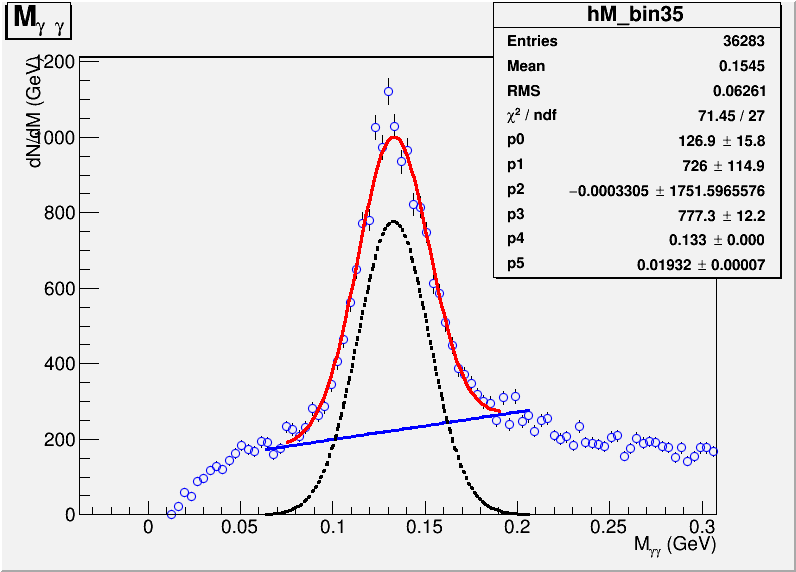 Mγ γ
hM_bin35
Entries 36283
Mean 0.1545
RMS 0.06261
χ² / ndf 71.45 / 27
p0 126.9 ± 15.8
p1 726 ± 114.9
p2 −0.0003305 ± 1751.5965576
p3 777.3 ± 12.2
p4 0.133 ± 0.000
p5 0.01932 ± 0.00007
dN/dM (GeV)
1200
1000
800
600
400
200
0
0 0.05 0.1 0.15 0.2 0.25 0.3
Mγγ (GeV)